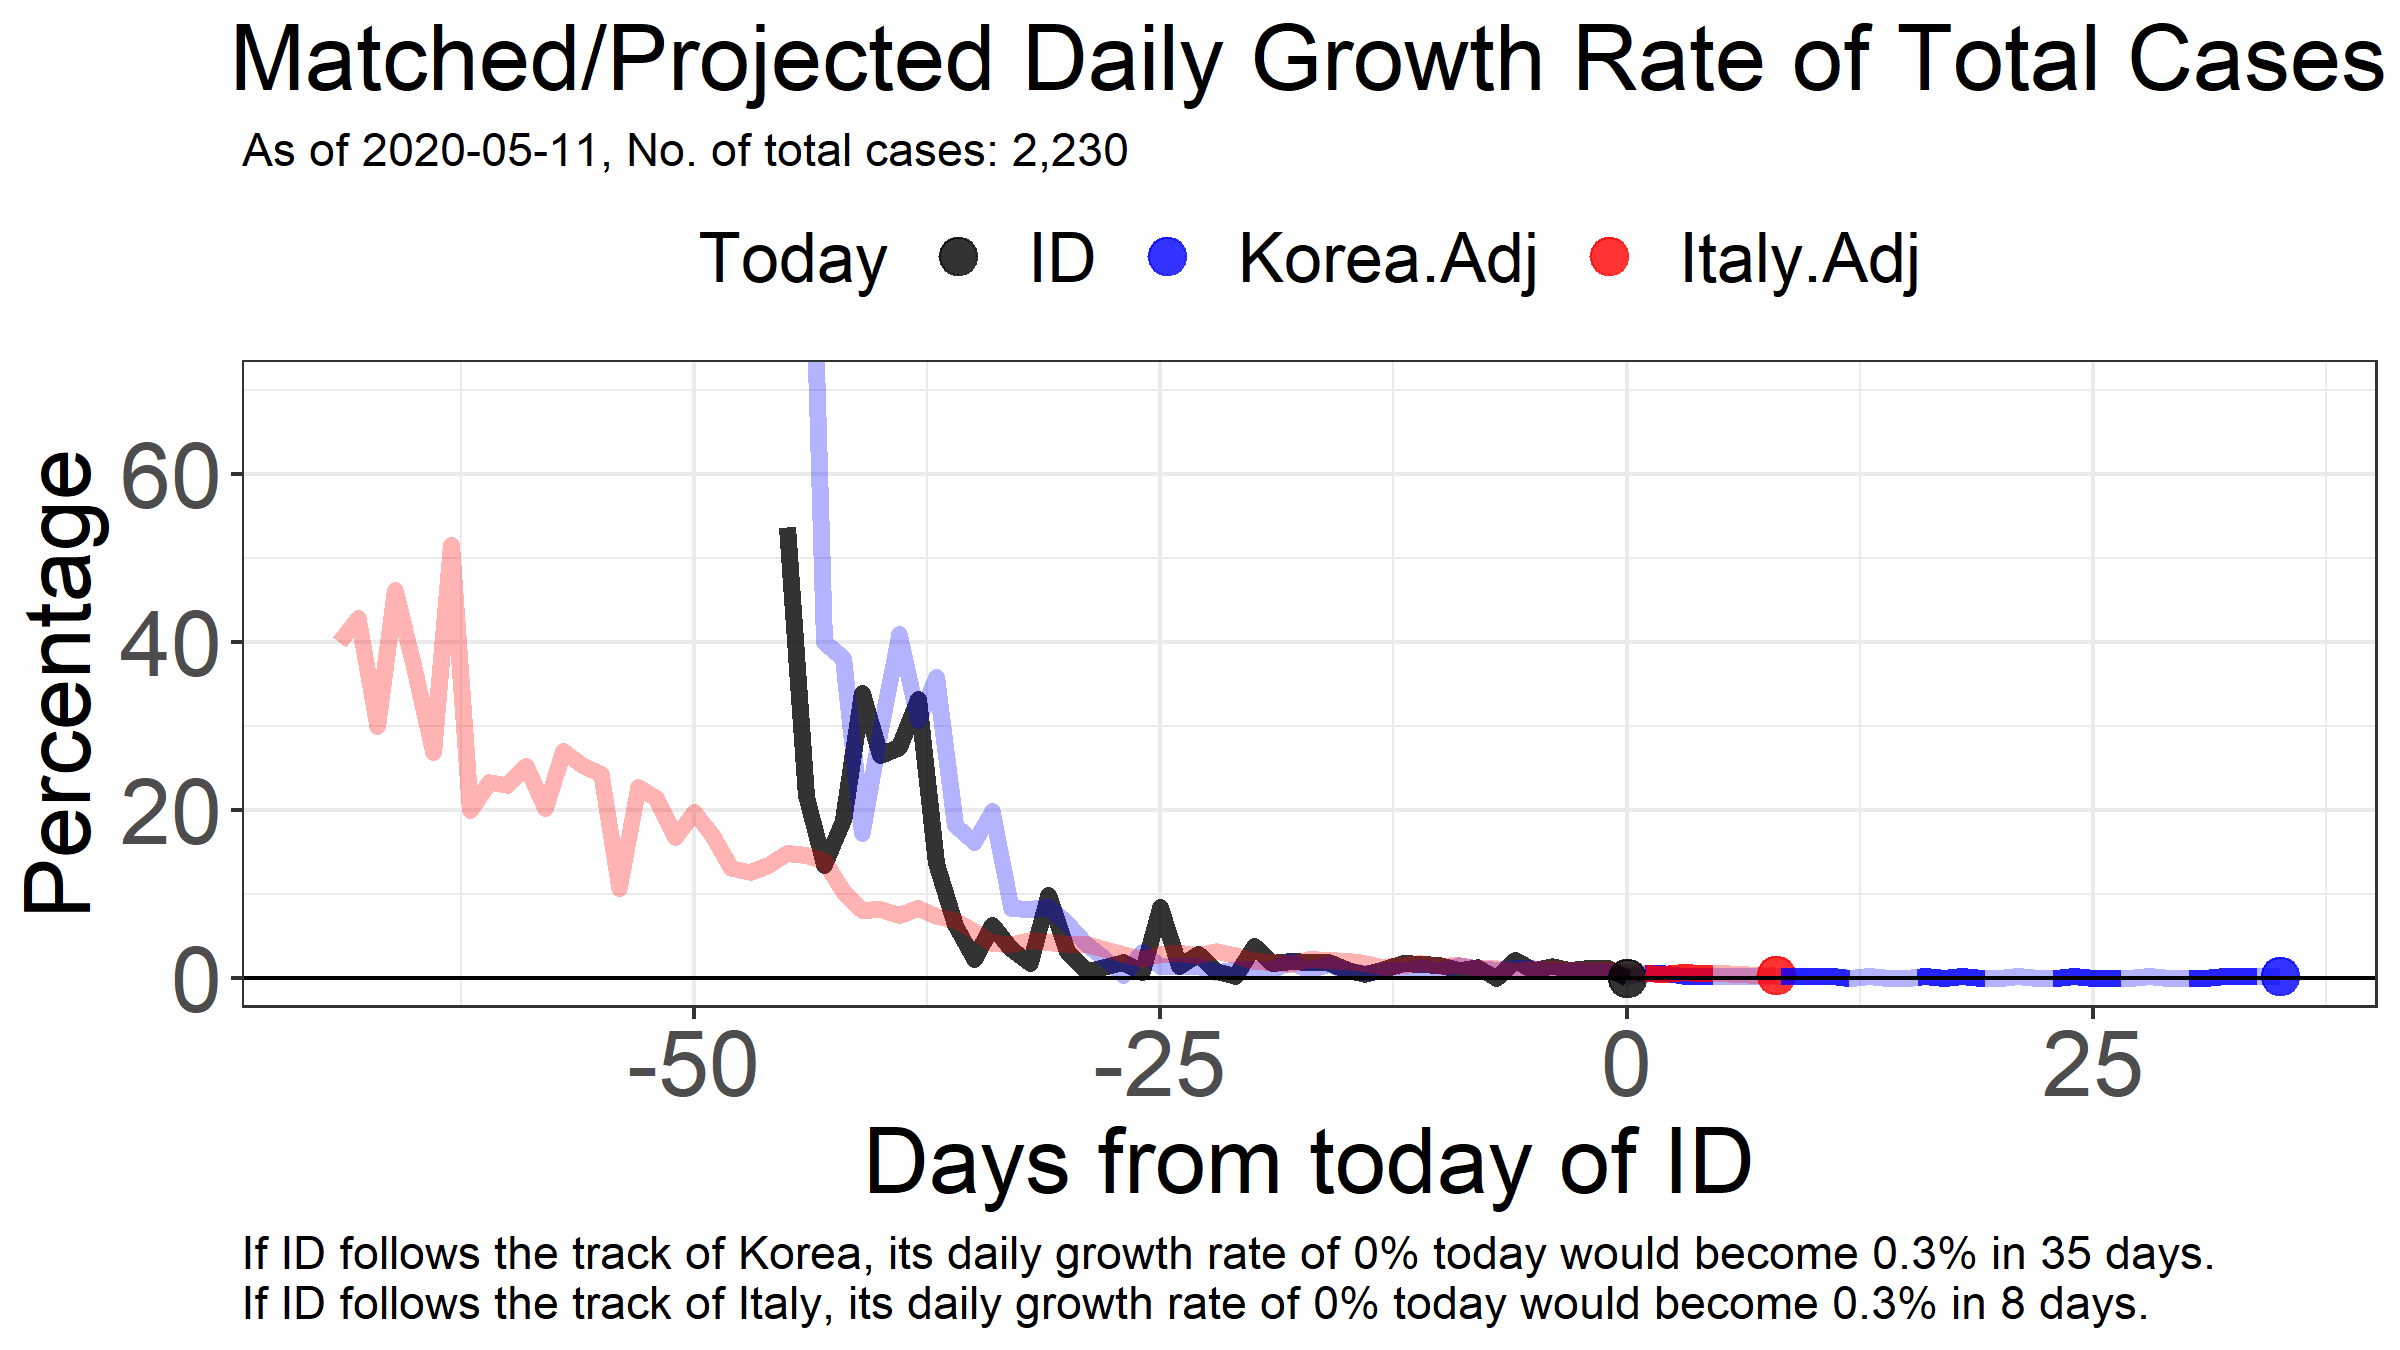 Matched/Projected Daily Growth Rate of Total Cases
As of 2020-05-11, No. of total cases: 2,230
Today ID Korea.Adj Italy.Adj
Percentage
60
40
20
0
-50 -25 0 25
Days from today of ID
If ID follows the track of Korea, its daily growth rate of 0% today would become 0.3% in 35 days.
If ID follows the track of Italy, its daily growth rate of 0% today would become 0.3% in 8 days.